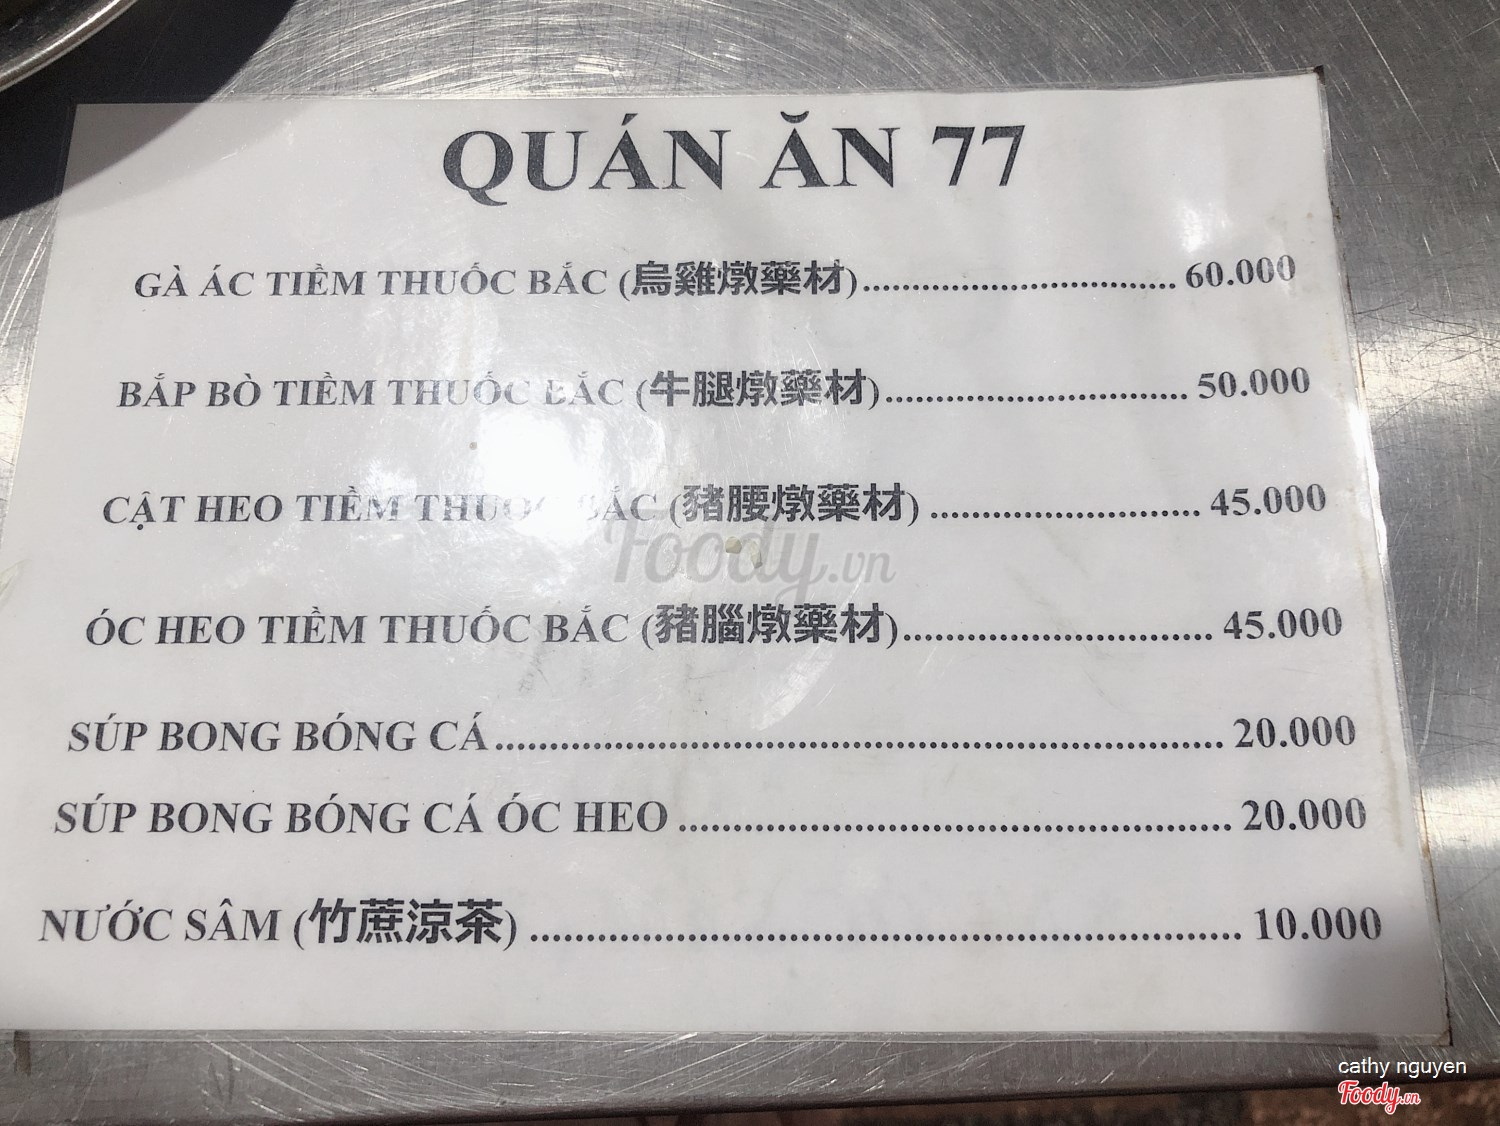 QUÁN ĂN 77
GÀ ÁC TIỀM THUỐC BẮC (烏雞燉藥材)................................ 60.000
BẮP BÒ TIỀM THUỐC BẮC (牛腿燉藥材)............................... 50.000
CẬT HEO TIỀM THUỐC BẮC (豬腰燉藥材) ........................... 45.000
ÓC HEO TIỀM THUỐC BẮC (豬腦燉藥材)............................... 45.000
SÚP BONG BÓNG CÁ........................................................................ 20.000
SÚP BONG BÓNG CÁ ÓC HEO ...................................................... 20.000
NƯỚC SÂM (竹蔗涼茶) ..................................................................... 10.000
Foody.vn
cathy nguyen
Foody.vn